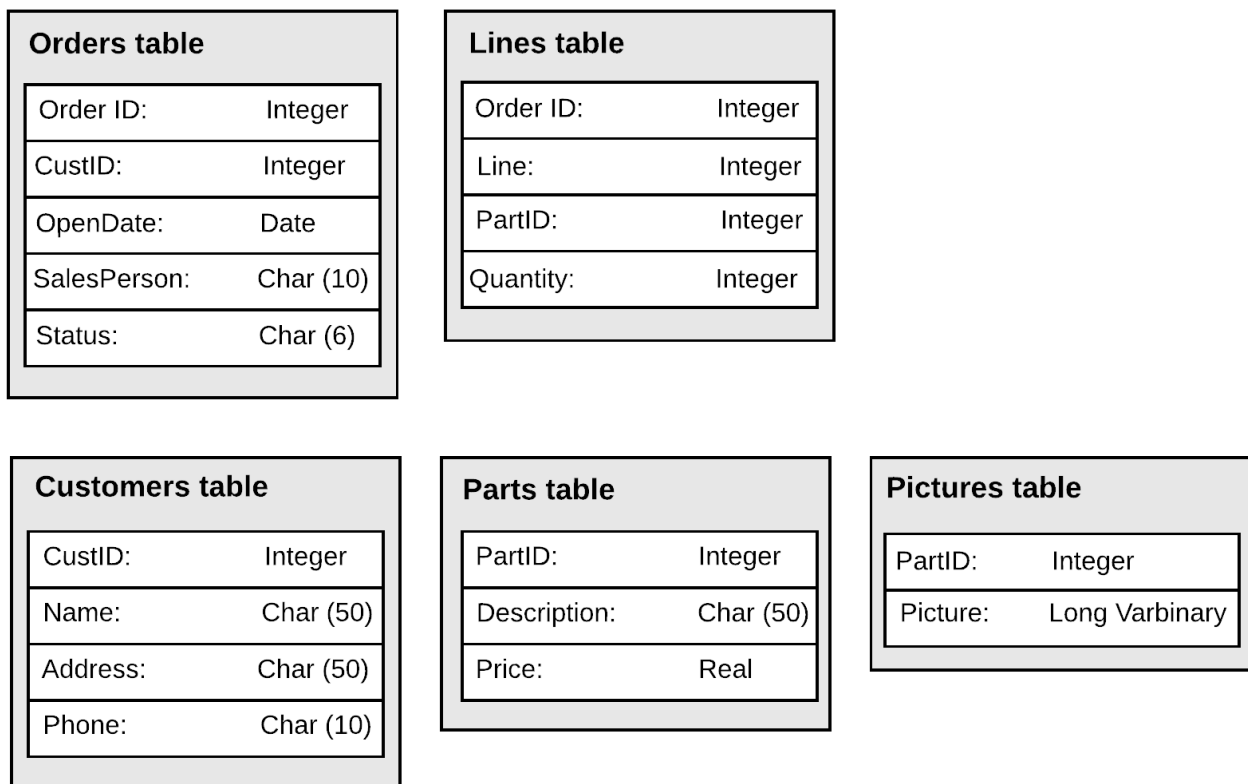 Orders table
Order ID: Integer
CustID: Integer
OpenDate: Date
SalesPerson: Char (10)
Status: Char (6)
Lines table
Order ID: Integer
Line: Integer
PartID: Integer
Quantity: Integer
Customers table
CustID: Integer
Name: Char (50)
Address: Char (50)
Phone: Char (10)
Parts table
PartID: Integer
Description: Char (50)
Price: Real
Pictures table
PartID: Integer
Picture: Long Varbinary